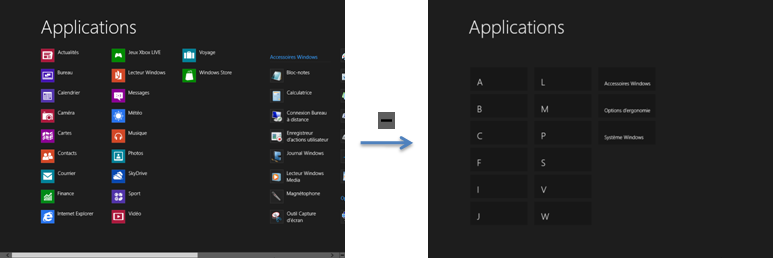 Applications
Actualités
Bureau
Calendrier
Caméra
Cartes
Contacts
Courrier
Finance
Internet Explorer
Jeux Xbox LIVE
Lecteur Windows
Messages
Météo
Musique
Photos
SkyDrive
Sport
Vidéo
Voyage
Windows Store
Accessoires Windows
Bloc-notes
Calculatrice
Connexion Bureau
à distance
Enregistreur
d'actions utilisateur
Journal Windows
Lecteur Windows
Media
Magnétophone
Outil Capture
d'écran
Applications
A
B
C
F
I
J
L
M
P
S
V
W
Accessoires Windows
Options d'ergonomie
Système Windows